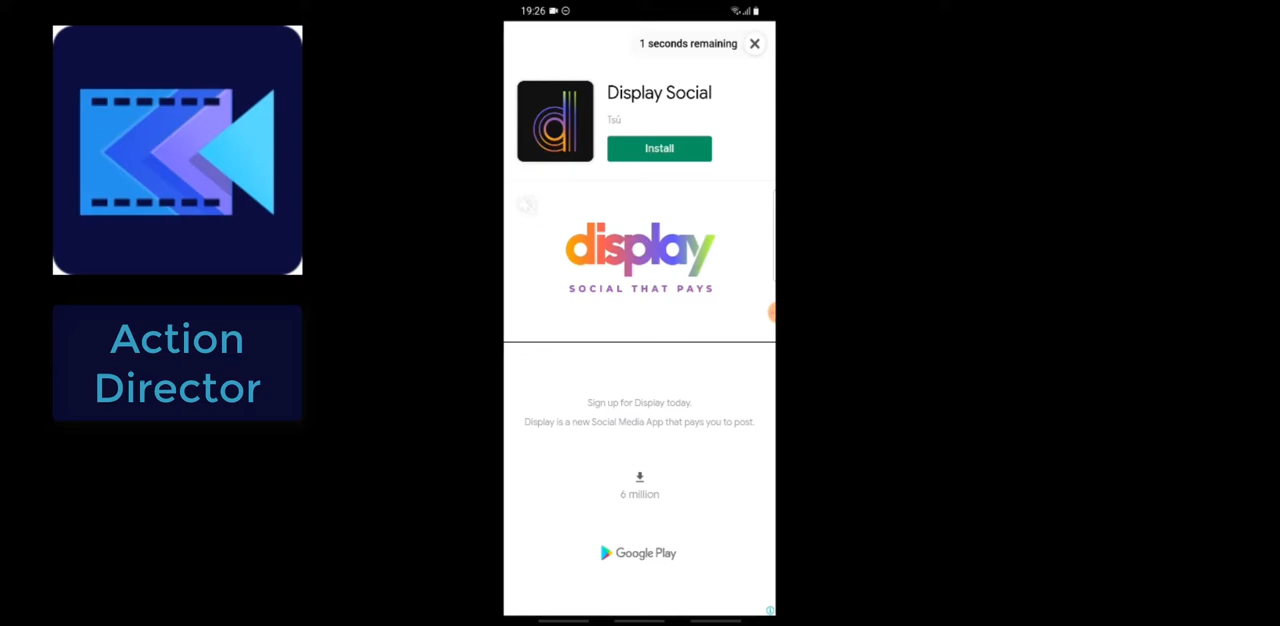 19:26
1 seconds remaining
Display Social
Tsū
Install
display
SOCIAL THAT PAYS
Sign up for Display today.
Display is a new Social Media App that pays you to post.
6 million
Google Play
Action
Director